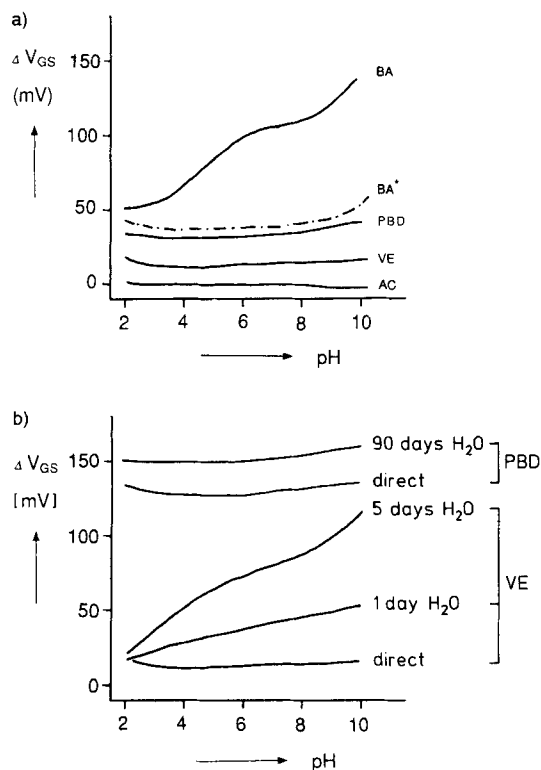 a)
Δ VGS
(mV)
150
100
50
0
BA
BA*
PBD
VE
AC
2 4 6 8 10
pH
b)
Δ VGS
[mV]
150
100
50
0
90 days H₂O
direct
PBD
5 days H₂O
1 day H₂O
direct
VE
2 4 6 8 10
pH